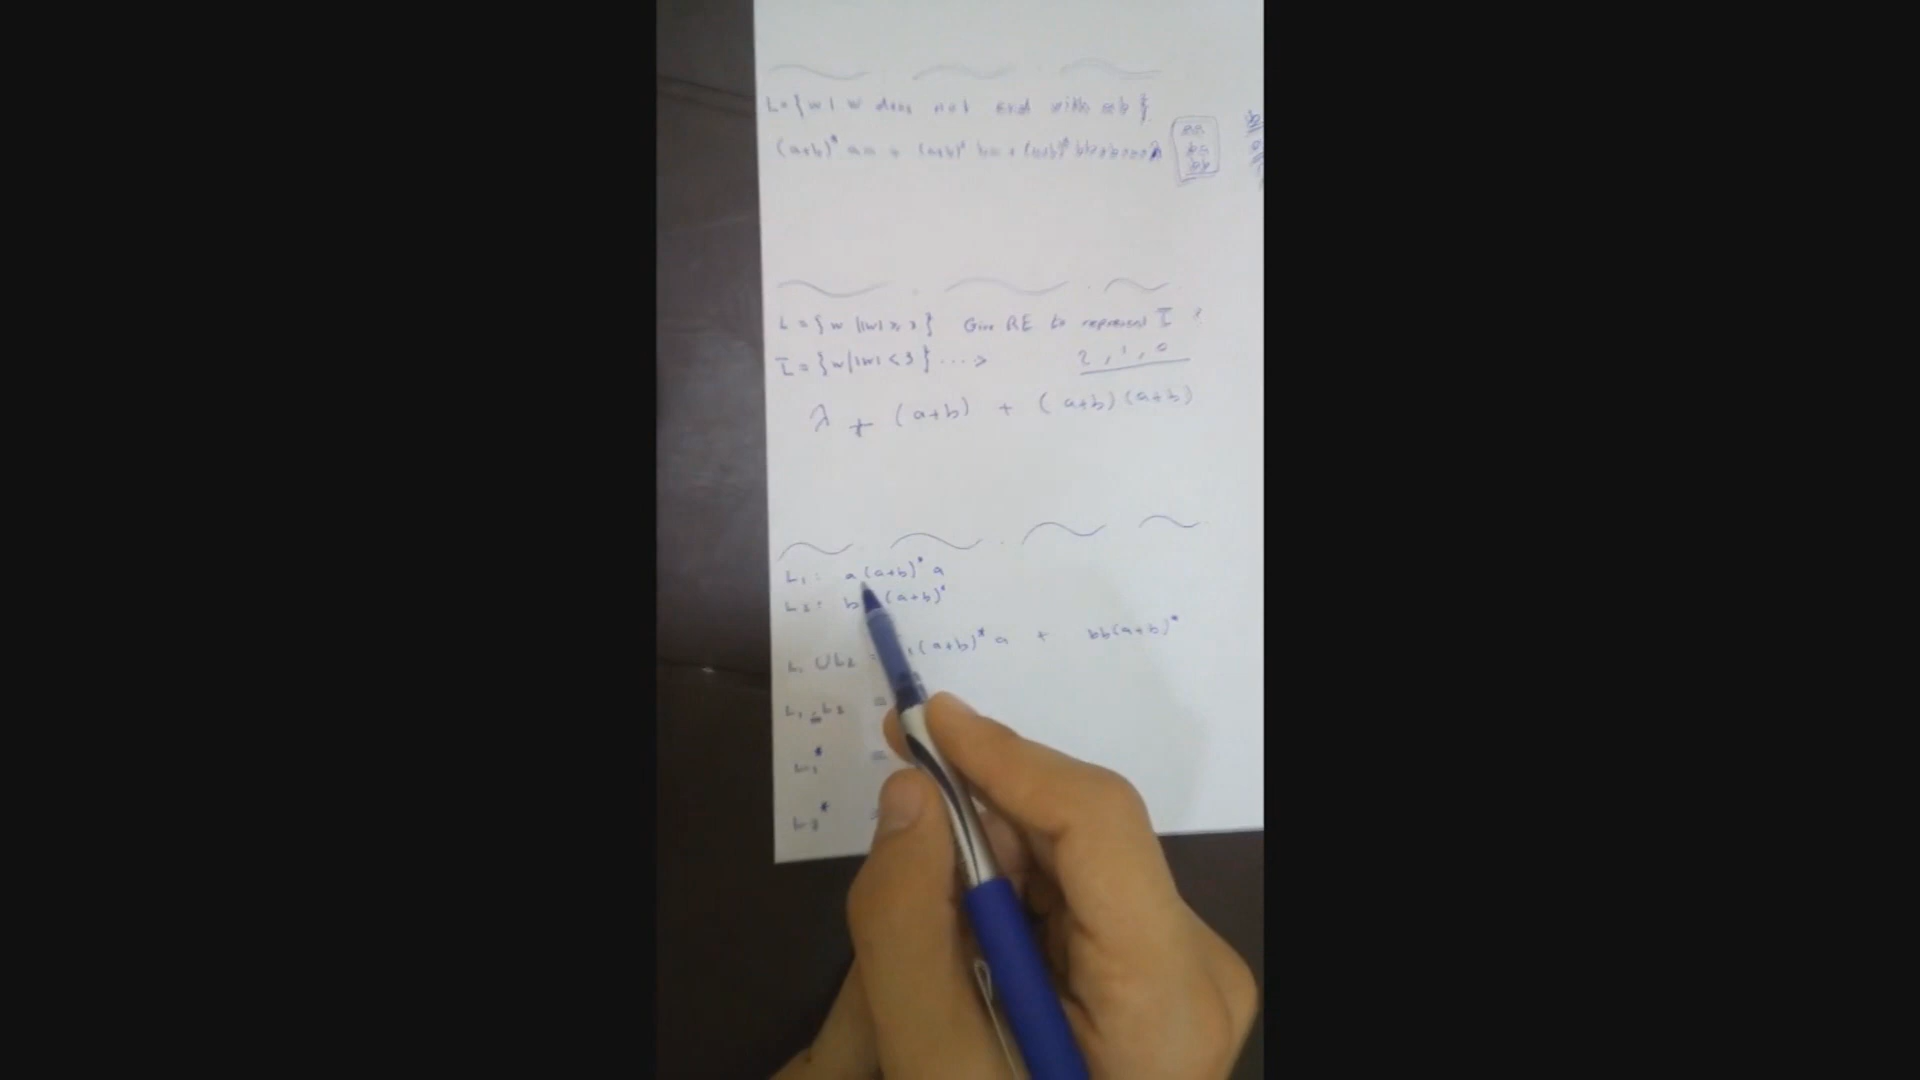 L = {w | w does not end with ab}
(a+b)* aa + (a+b)* ba + (a+b)* bb+b+a+λ
aa
ba
bb
L = {w | |w| ≥ 3} Give RE to represent L̅ ?
L̅ = {w | |w| < 3} ....> 2, 1, 0
λ + (a+b) + (a+b)(a+b)
L₁ : a(a+b)* a
L₂ : b (a+b)*
L₁ ∪ L₂ = (a+b)* a + bb(a+b)*
L₁ . L₂ =
L₁* =
L₂* =